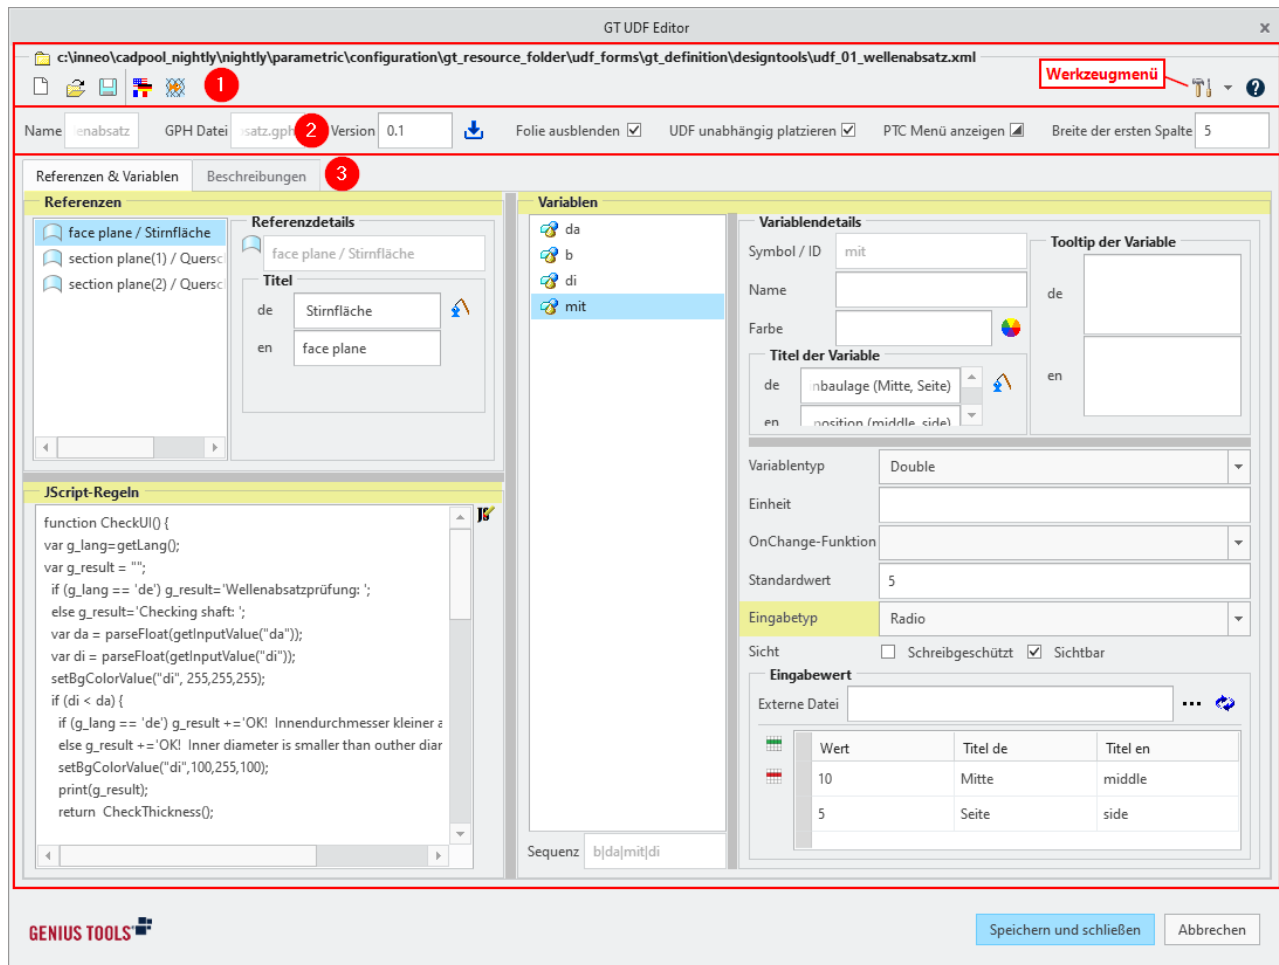 GT UDF Editor
c:\inneo\cadpool_nightly\nightly\parametric\configuration\gt_resource_folder\udf_forms\gt_definition\designtools\udf_01_wellenabsatz.xml
1
Werkzeugmenü
Name enabsatz GPH Datei satz.gph 2 Version 0.1 Folie ausblenden UDF unabhängig platzieren PTC Menü anzeigen Breite der ersten Spalte 5
Referenzen & Variablen Beschreibungen 3
Referenzen
face plane / Stirnfläche
section plane(1) / Quersc
section plane(2) / Quersc
Referenzdetails
face plane / Stirnfläche
Titel
de Stirnfläche
en face plane
JScript-Regeln
function CheckUI() {
var g_lang=getLang();
var g_result = "";
if (g_lang == 'de') g_result='Wellenabsatzprüfung: ';
else g_result='Checking shaft: ';
var da = parseFloat(getInputValue("da"));
var di = parseFloat(getInputValue("di"));
setBgColorValue("di", 255,255,255);
if (di < da) {
if (g_lang == 'de') g_result +='OK!  Innendurchmesser kleiner a
else g_result +='OK!  Inner diameter is smaller than outher diar
setBgColorValue("di",100,255,100);
print(g_result);
return  CheckThickness();
Variablen
da
b
di
mit
Sequenz b|da|mit|di
Variablendetails
Symbol / ID mit
Name
Farbe
Titel der Variable
de nbaulage (Mitte, Seite)
en position (middle, side)
Tooltip der Variable
de
en
Variablentyp Double
Einheit
OnChange-Funktion
Standardwert 5
Eingabetyp Radio
Sicht Schreibgeschützt Sichtbar
Eingabewert
Externe Datei ...
Wert Titel de Titel en
10 Mitte middle
5 Seite side
GENIUS TOOLS
Speichern und schließen Abbrechen